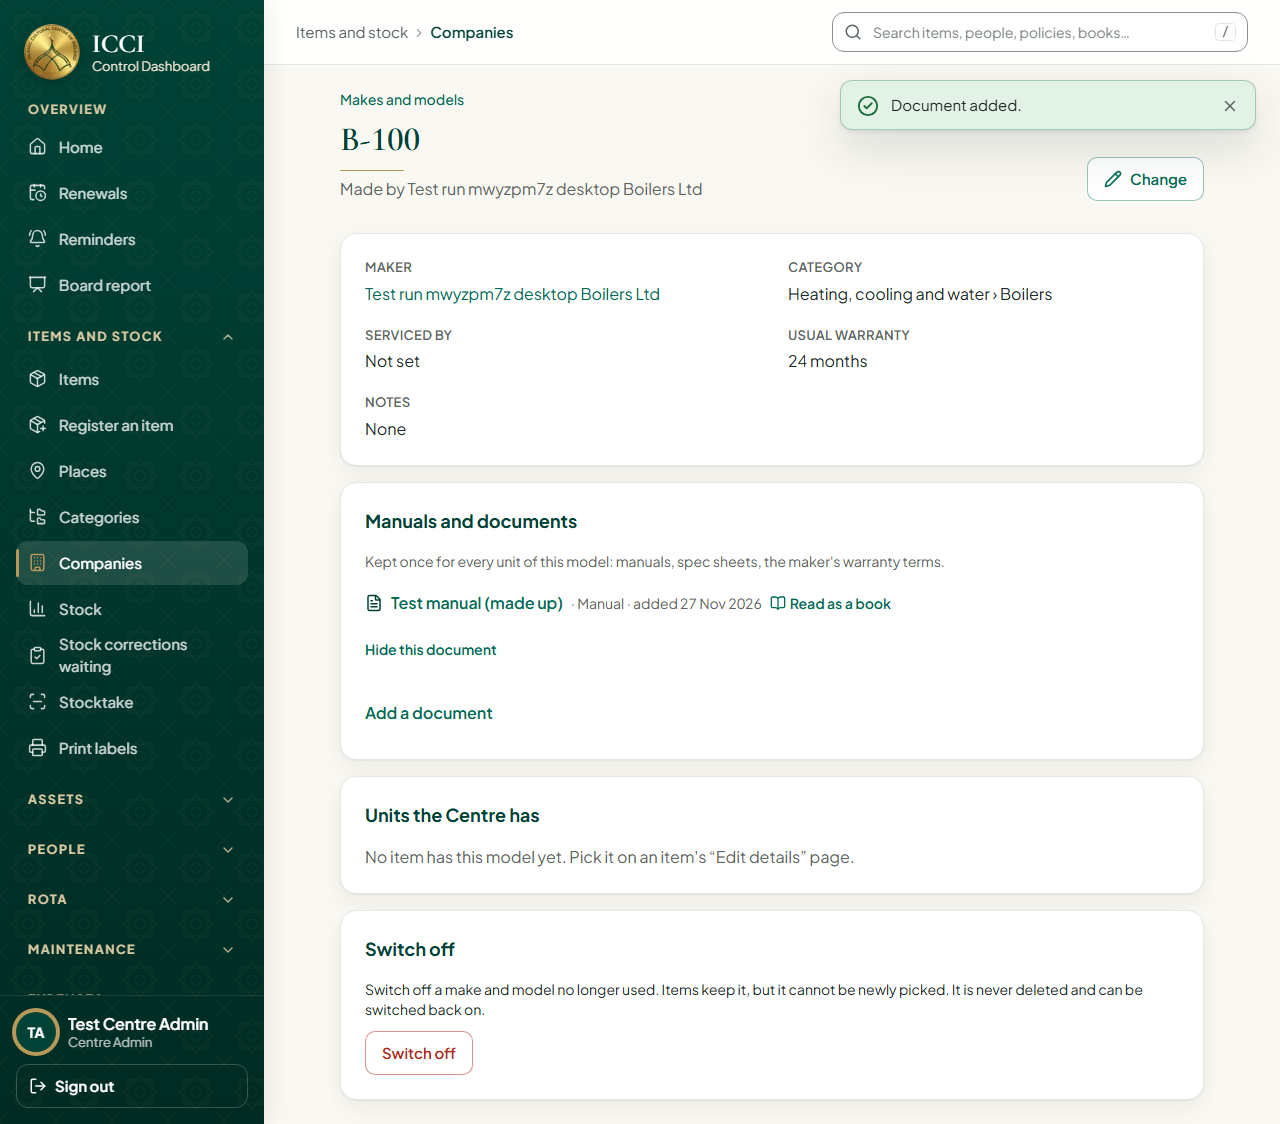 ICCI
Control Dashboard
OVERVIEW
Home
Renewals
Reminders
Board report
ITEMS AND STOCK
Items
Register an item
Places
Categories
Companies
Stock
Stock corrections
waiting
Stocktake
Print labels
ASSETS
PEOPLE
ROTA
MAINTENANCE
TA
Test Centre Admin
Centre Admin
Sign out
Items and stock › Companies
Search items, people, policies, books...
/
Document added.
Makes and models
B-100
Made by Test run mwyzpm7z desktop Boilers Ltd
Change
MAKER
Test run mwyzpm7z desktop Boilers Ltd
CATEGORY
Heating, cooling and water › Boilers
SERVICED BY
Not set
USUAL WARRANTY
24 months
NOTES
None
Manuals and documents
Kept once for every unit of this model: manuals, spec sheets, the maker's warranty terms.
Test manual (made up) · Manual · added 27 Nov 2026 Read as a book
Hide this document
Add a document
Units the Centre has
No item has this model yet. Pick it on an item's “Edit details” page.
Switch off
Switch off a make and model no longer used. Items keep it, but it cannot be newly picked. It is never deleted and can be
switched back on.
Switch off